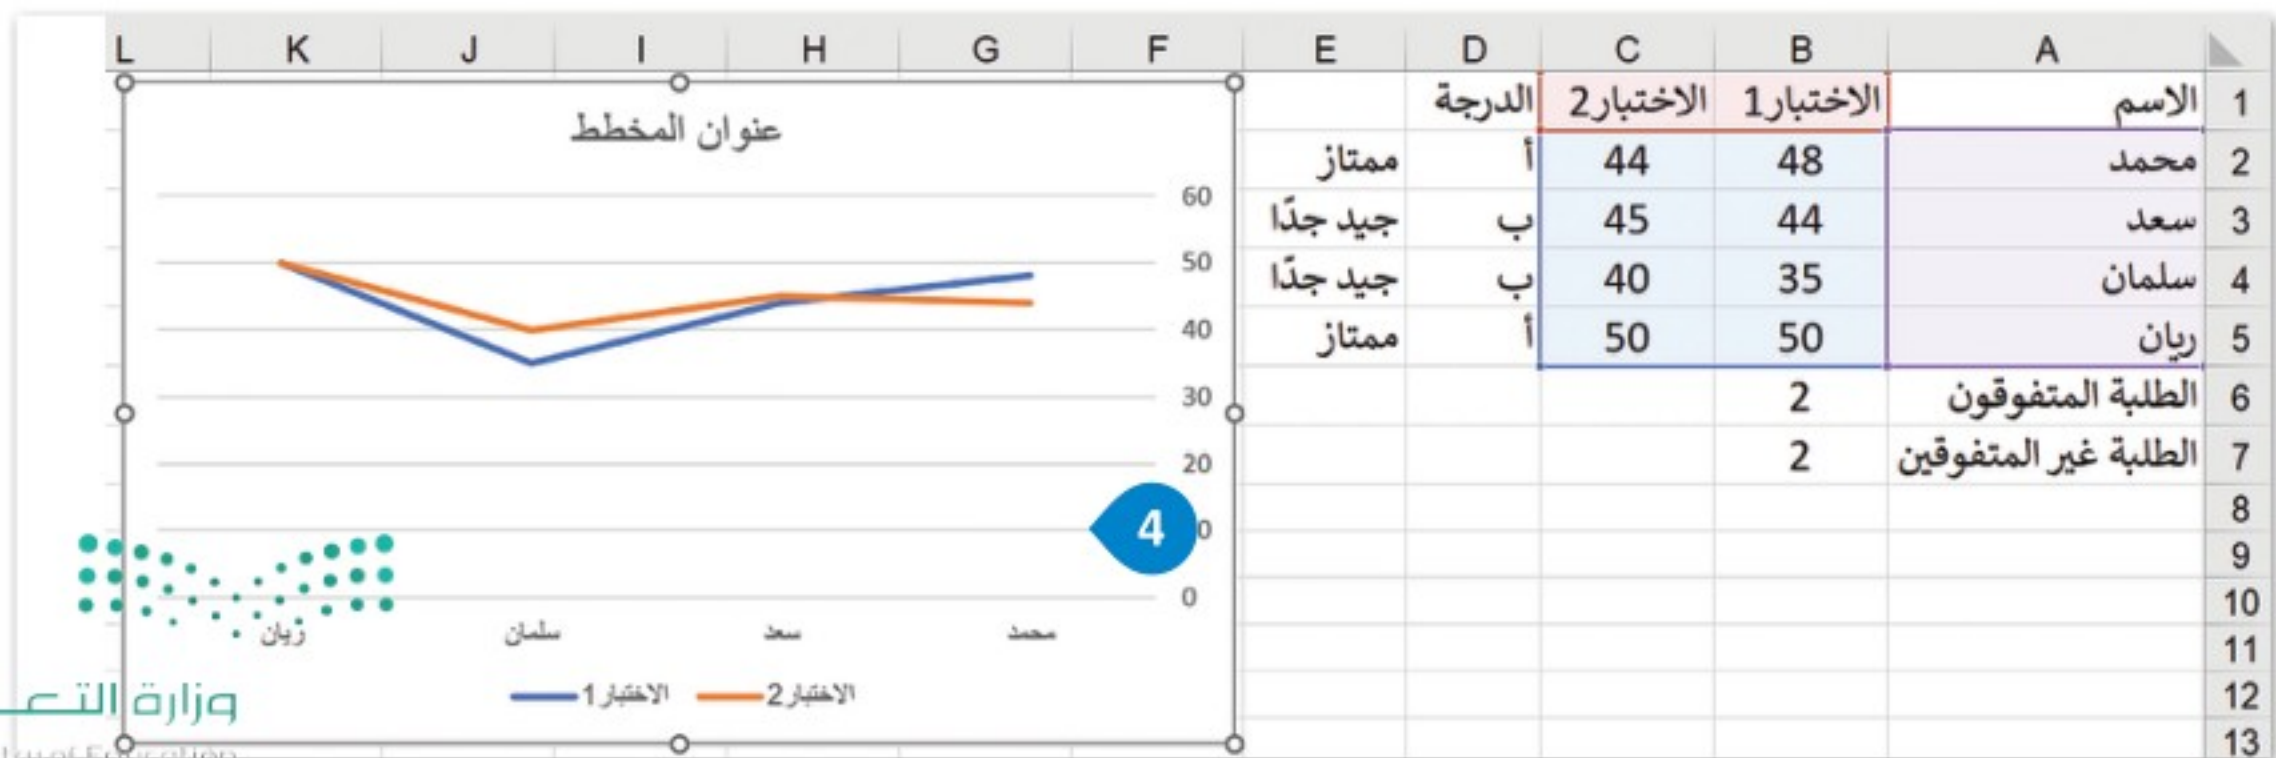 A B C D E F G H I J K L
1 الاسم الاختبار1 الاختبار2 الدرجة
2 محمد 48 44 أ ممتاز
3 سعد 44 45 ب جيد جدًا
4 سلمان 35 40 ب جيد جدًا
5 ريان 50 50 أ ممتاز
6 الطلبة المتفوقون 2
7 الطلبة غير المتفوقين 2
8
9
10
11
12
13
عنوان المخطط
60
50
40
30
20
0
4
0
محمد سعد سلمان ريان
الاختبار1 الاختبار2
وزارة التعـ